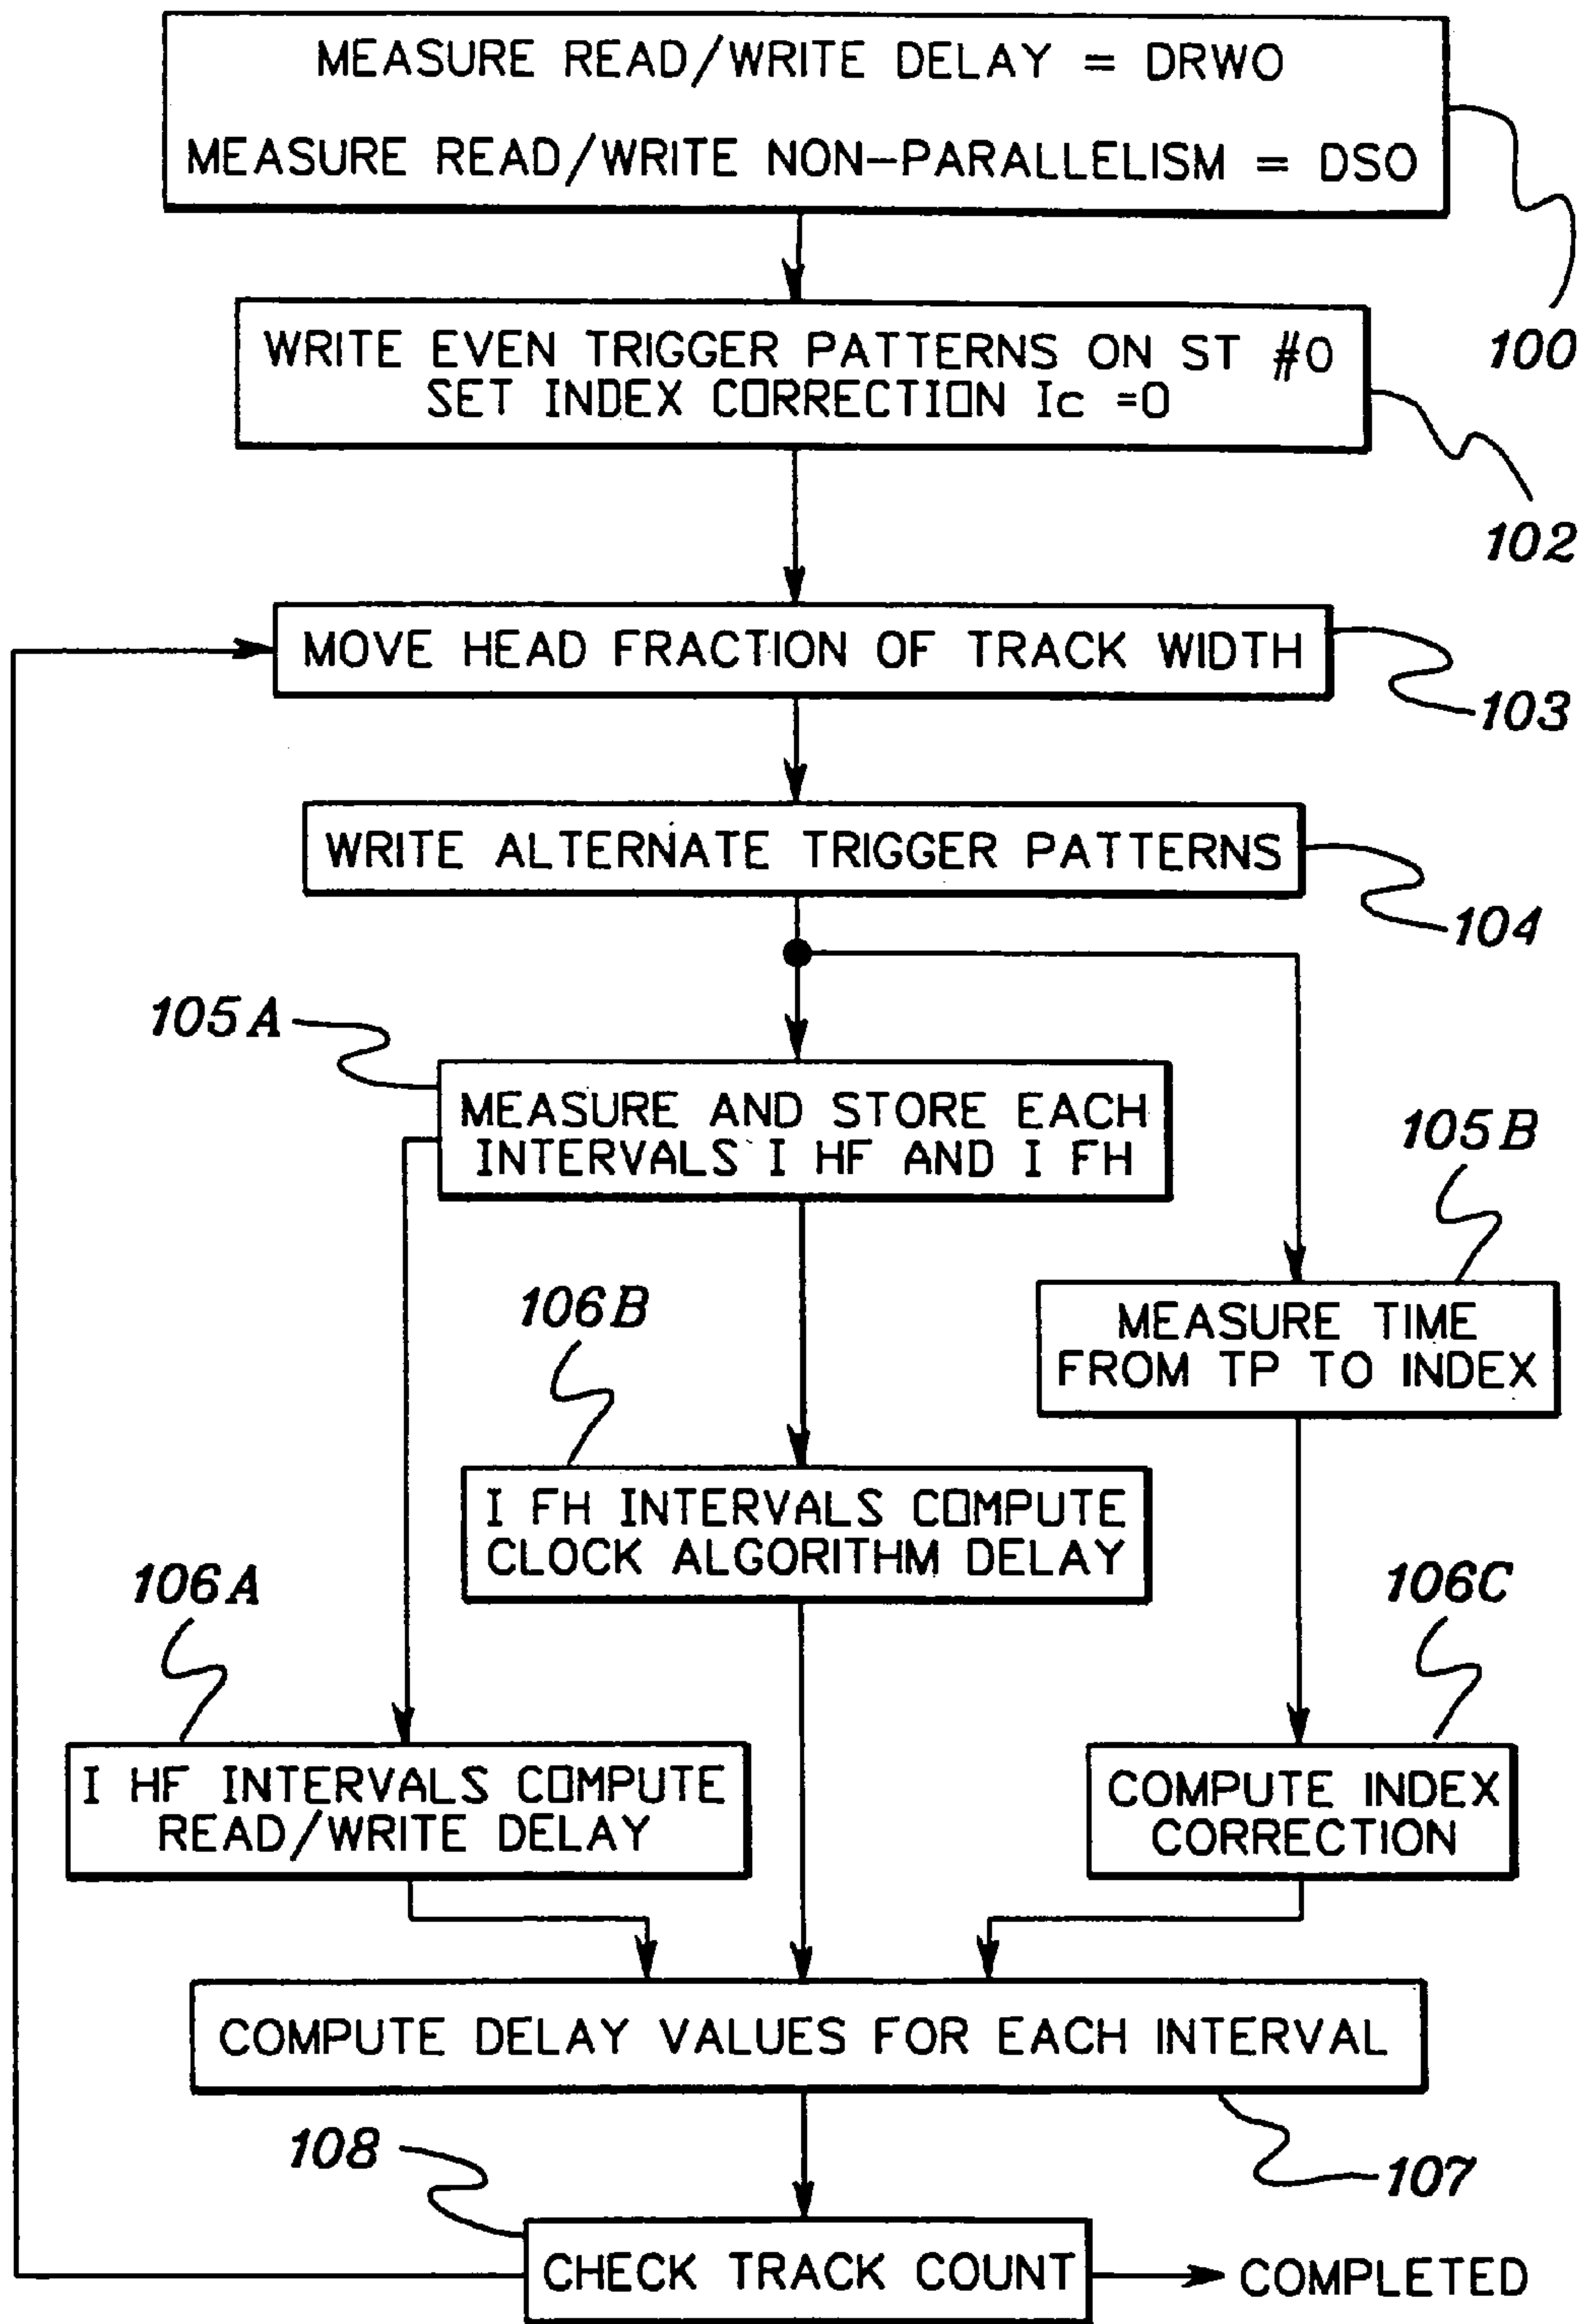 MEASURE READ/WRITE DELAY = DRWO
MEASURE READ/WRITE NON-PARALLELISM = DSO
100
WRITE EVEN TRIGGER PATTERNS ON ST #0
SET INDEX CORRECTION Ic =0
102
MOVE HEAD FRACTION OF TRACK WIDTH
103
WRITE ALTERNATE TRIGGER PATTERNS
104
105A
MEASURE AND STORE EACH
INTERVALS I HF AND I FH
105B
MEASURE TIME
FROM TP TO INDEX
106B
I FH INTERVALS COMPUTE
CLOCK ALGORITHM DELAY
106A
I HF INTERVALS COMPUTE
READ/WRITE DELAY
106C
COMPUTE INDEX
CORRECTION
COMPUTE DELAY VALUES FOR EACH INTERVAL
107
108
CHECK TRACK COUNT
COMPLETED